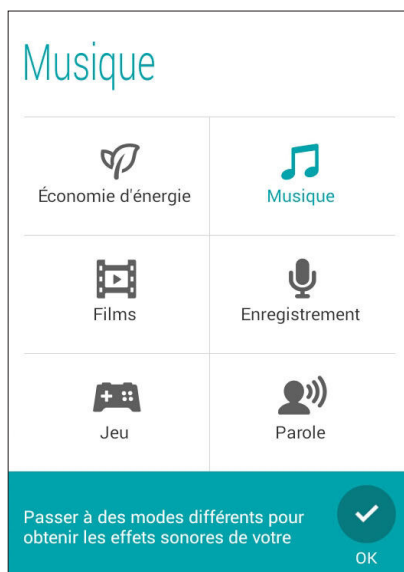 Musique
Économie d'énergie
Musique
Films
Enregistrement
Jeu
Parole
Passer à des modes différents pour
obtenir les effets sonores de votre
OK